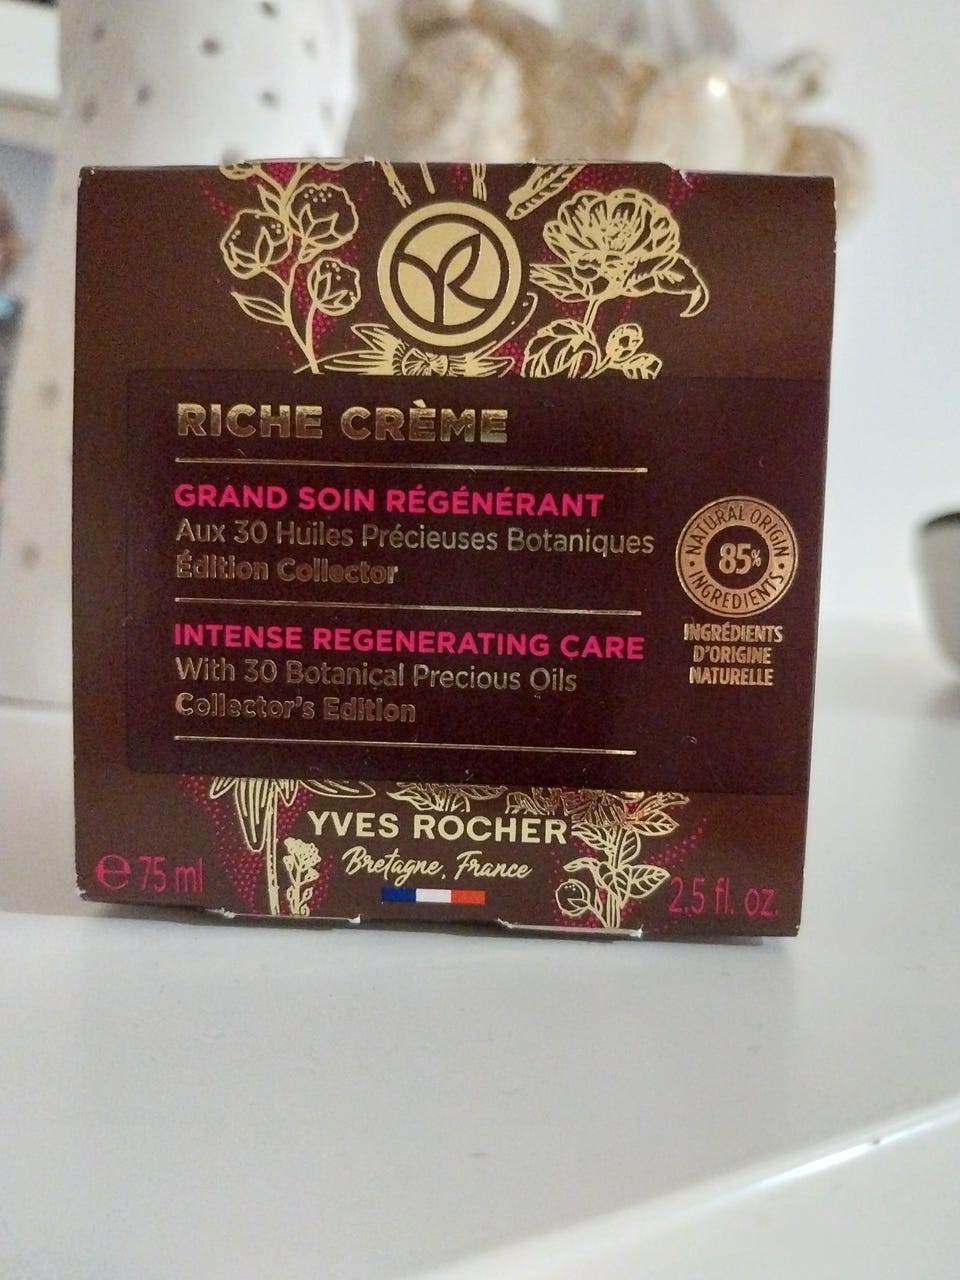 RICHE CRÈME
GRAND SOIN RÉGÉNÉRANT
Aux 30 Huiles Précieuses Botaniques
Édition Collector
INTENSE REGENERATING CARE
With 30 Botanical Precious Oils
Collector's Edition
NATURAL ORIGIN
85%
INGREDIENTS
INGRÉDIENTS
D'ORIGINE
NATURELLE
YVES ROCHER
Bretagne, France
℮ 75 ml
2.5 fl. oz.